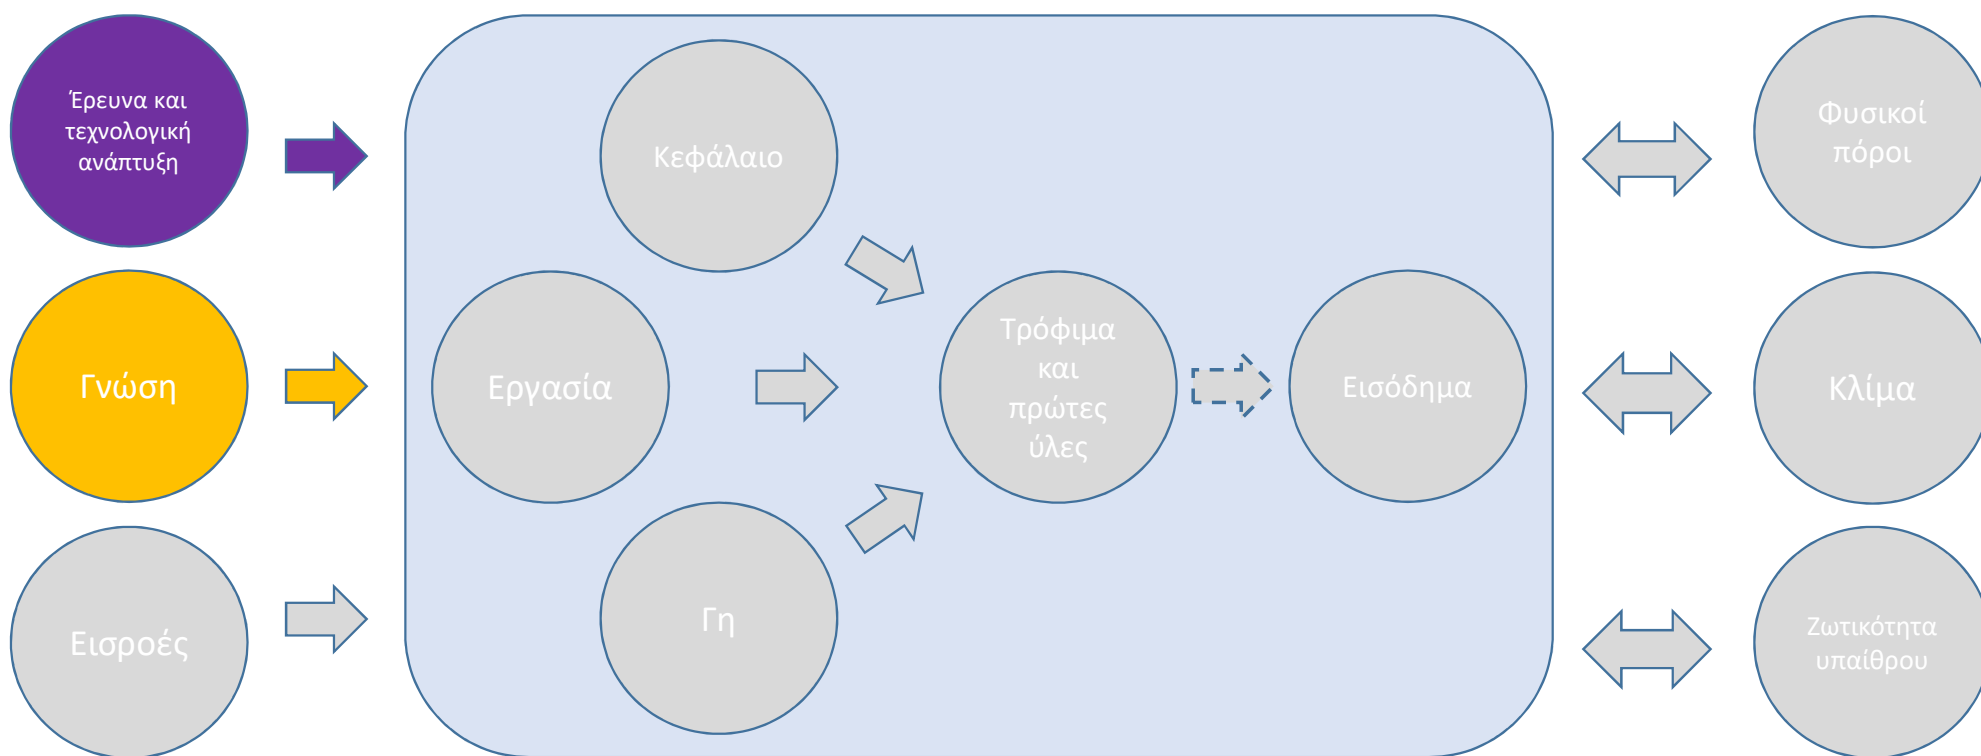 Έρευνα και
τεχνολογική
ανάπτυξη
Γνώση
Εισροές
Κεφάλαιο
Εργασία
Γη
Τρόφιμα
και
πρώτες
ύλες
Εισόδημα
Φυσικοί
πόροι
Κλίμα
Ζωτικότητα
υπαίθρου